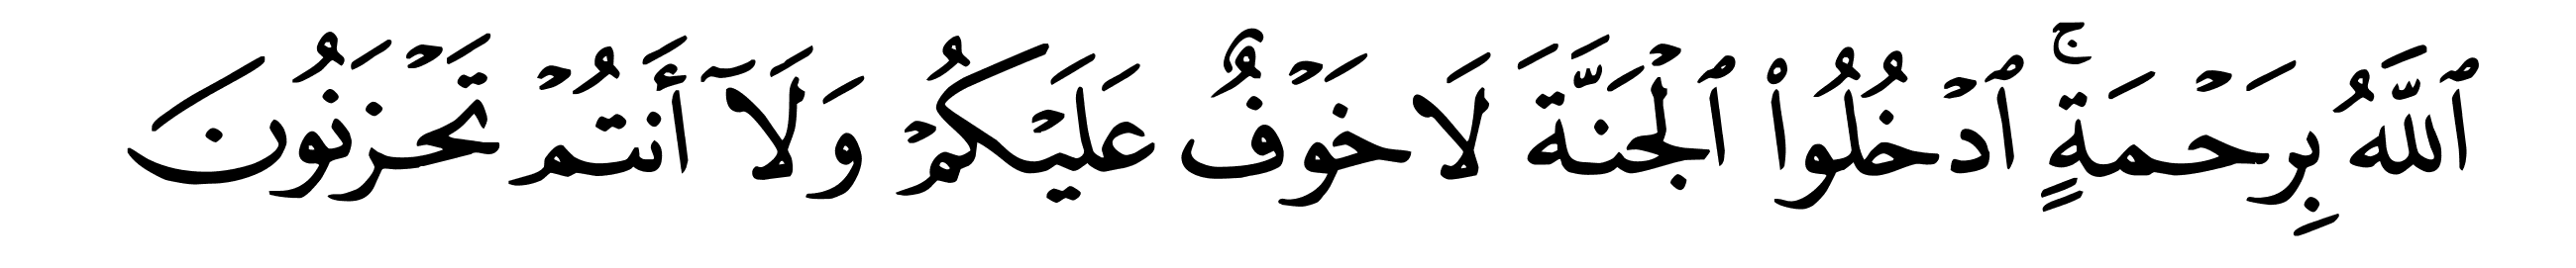 ٱللَّهُ بِرَحْمَةٍ ۚ ٱدْخُلُوا۟ ٱلْجَنَّةَ لَا خَوْفٌ عَلَيْكُمْ وَلَآ أَنتُمْ تَحْزَنُونَ